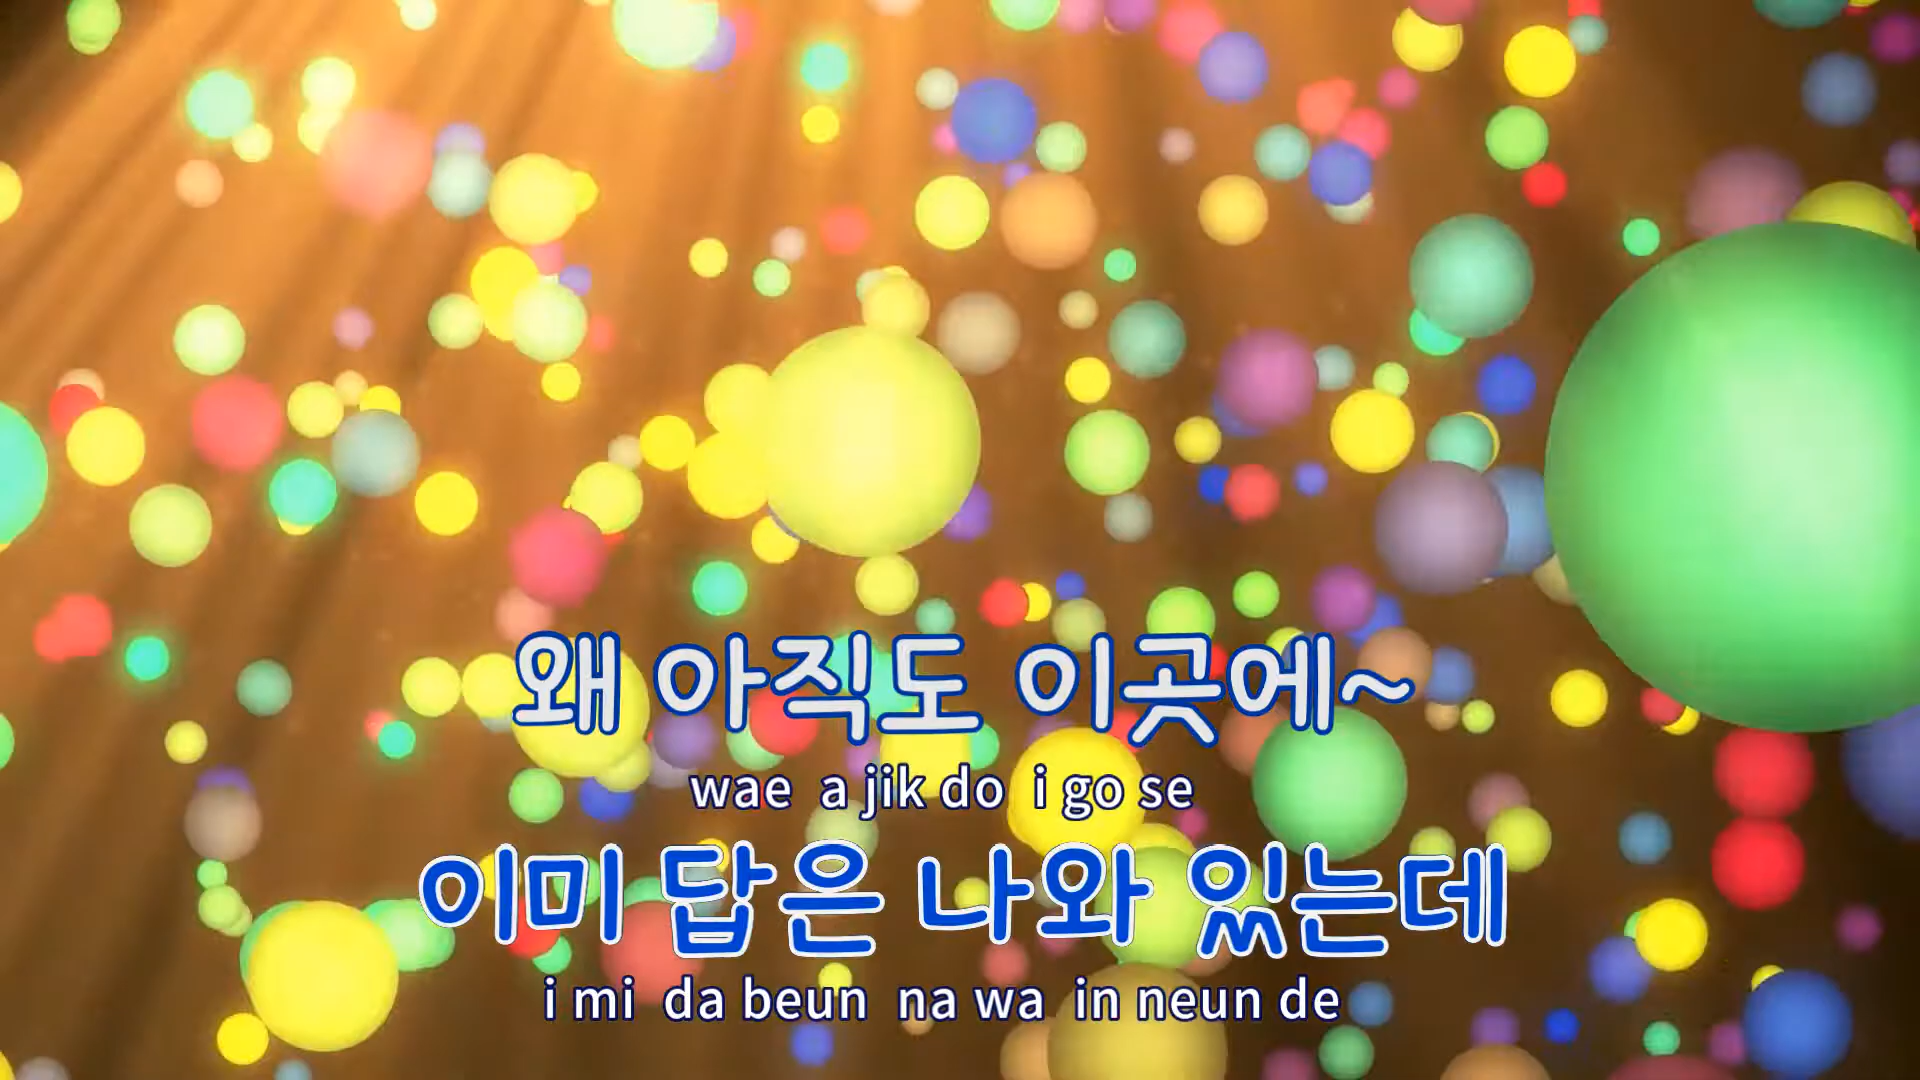 왜 아직도 이곳에~
wae a jik do i go se
이미 답은 나와 있는데
i mi da beun na wa in neun de